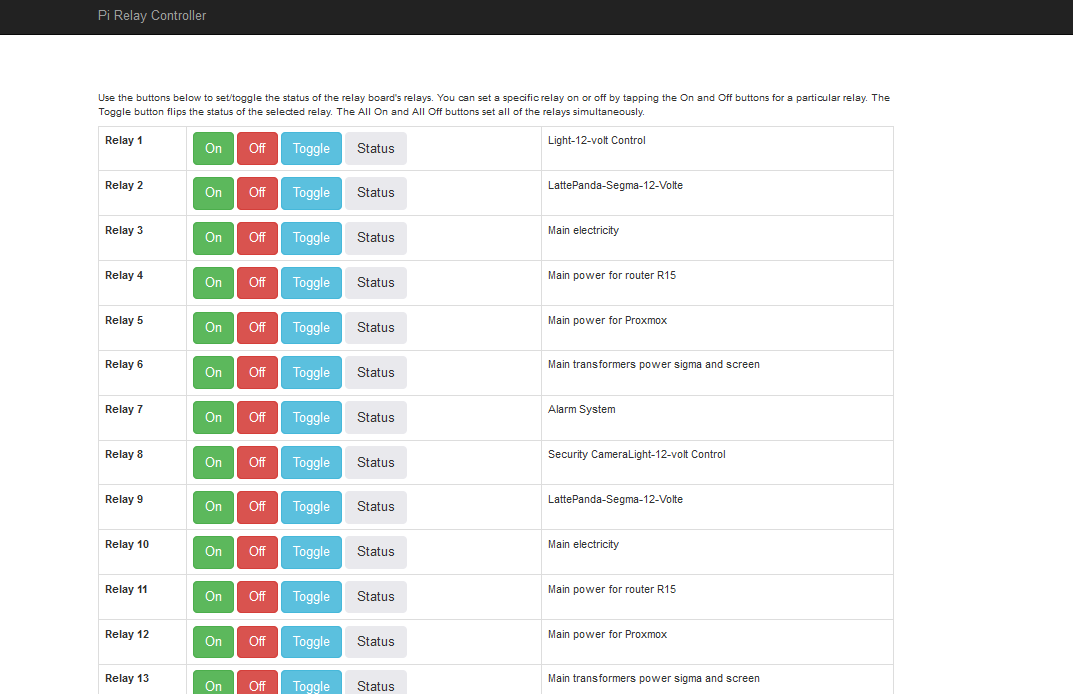 Pi Relay Controller
Use the buttons below to set/toggle the status of the relay board's relays. You can set a specific relay on or off by tapping the On and Off buttons for a particular relay. The
Toggle button flips the status of the selected relay. The All On and All Off buttons set all of the relays simultaneously.
Relay 1 On Off Toggle Status Light-12-volt Control
Relay 2 On Off Toggle Status LattePanda-Segma-12-Volte
Relay 3 On Off Toggle Status Main electricity
Relay 4 On Off Toggle Status Main power for router R15
Relay 5 On Off Toggle Status Main power for Proxmox
Relay 6 On Off Toggle Status Main transformers power sigma and screen
Relay 7 On Off Toggle Status Alarm System
Relay 8 On Off Toggle Status Security CameraLight-12-volt Control
Relay 9 On Off Toggle Status LattePanda-Segma-12-Volte
Relay 10 On Off Toggle Status Main electricity
Relay 11 On Off Toggle Status Main power for router R15
Relay 12 On Off Toggle Status Main power for Proxmox
Relay 13 On Off Toggle Status Main transformers power sigma and screen